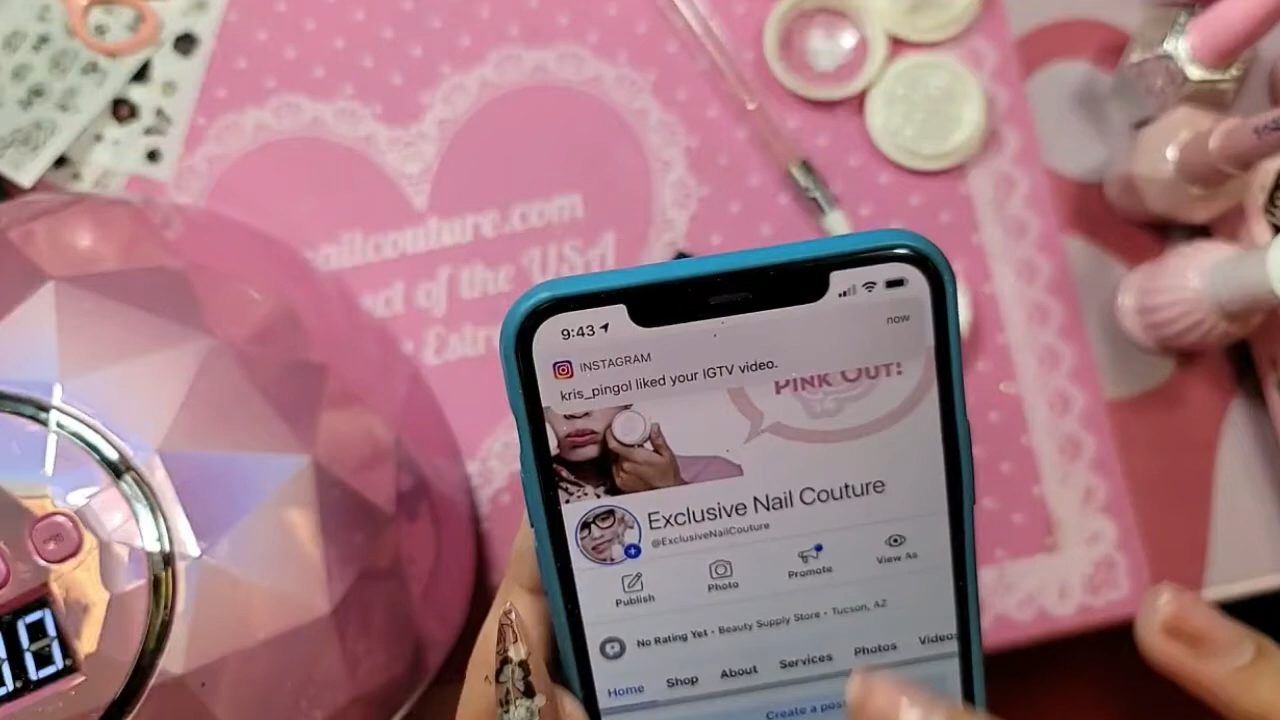 nailcouture.com
of the USA
9:43
now
INSTAGRAM
kris_pingol liked your IGTV video.
PINK OUT!
Exclusive Nail Couture
@ExclusiveNailCouture
Publish
Photo
Promote
View As
No Rating Yet · Beauty Supply Store · Tucson, AZ
Home
Shop
About
Services
Photos
Videos
Create a post